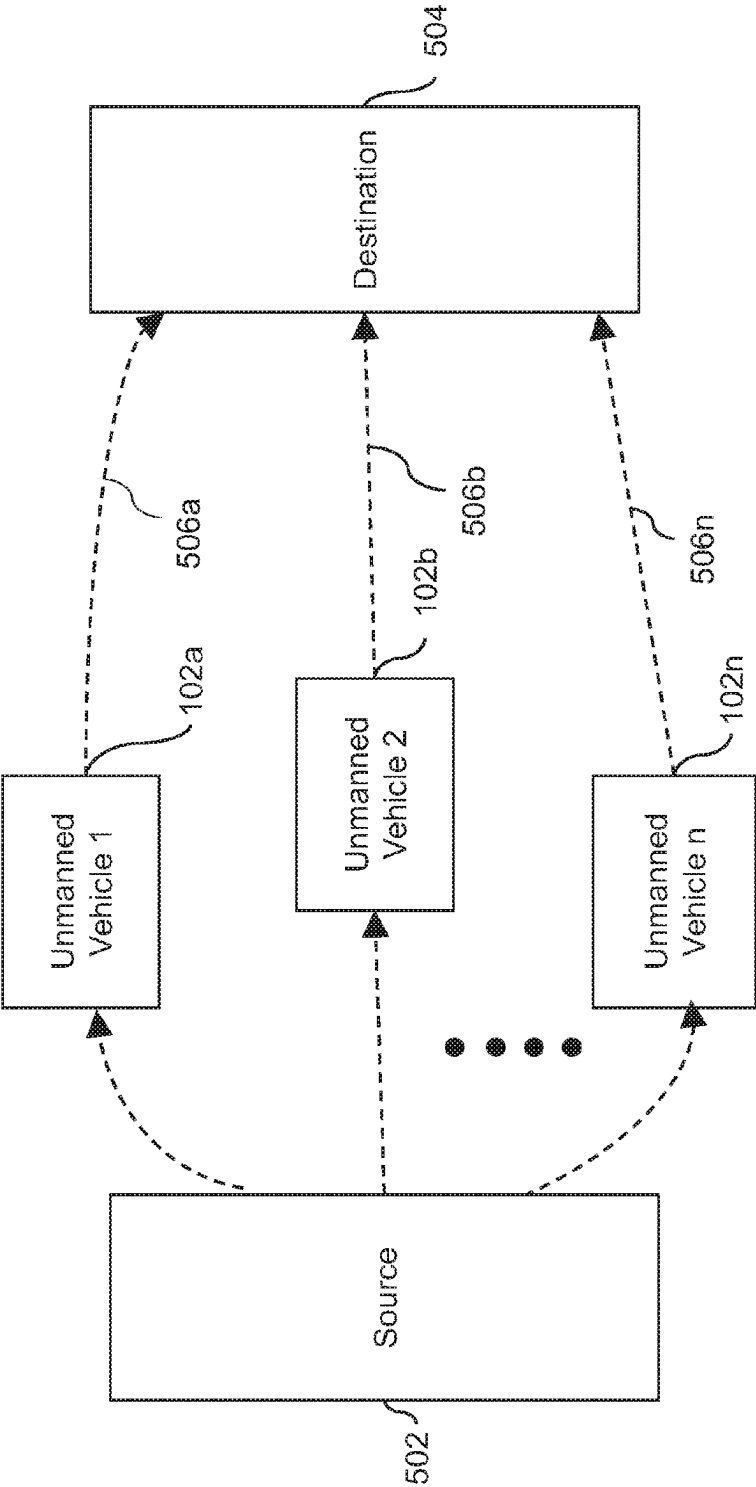 Unmanned
Vehicle 1
102a
506a
504
Source
502
Unmanned
Vehicle 2
102b
506b
Destination
Unmanned
Vehicle n
102n
506n